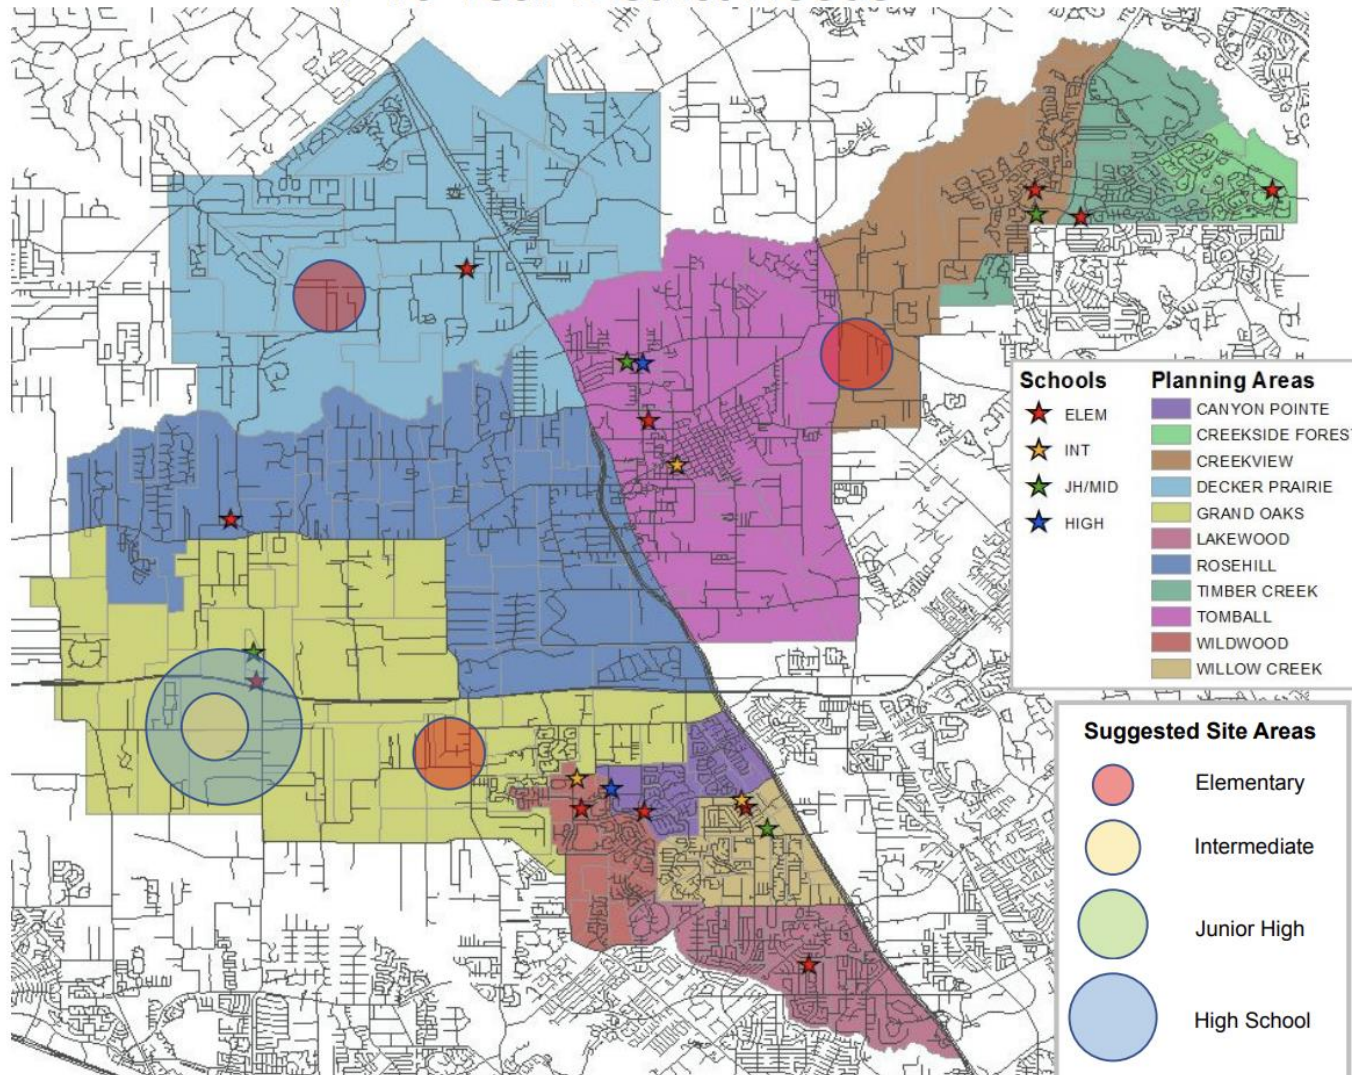 Schools
ELEM
INT
JH/MID
HIGH
Planning Areas
CANYON POINTE
CREEKSIDE FOREST
CREEKVIEW
DECKER PRAIRIE
GRAND OAKS
LAKEWOOD
ROSEHILL
TIMBER CREEK
TOMBALL
WILDWOOD
WILLOW CREEK
Suggested Site Areas
Elementary
Intermediate
Junior High
High School